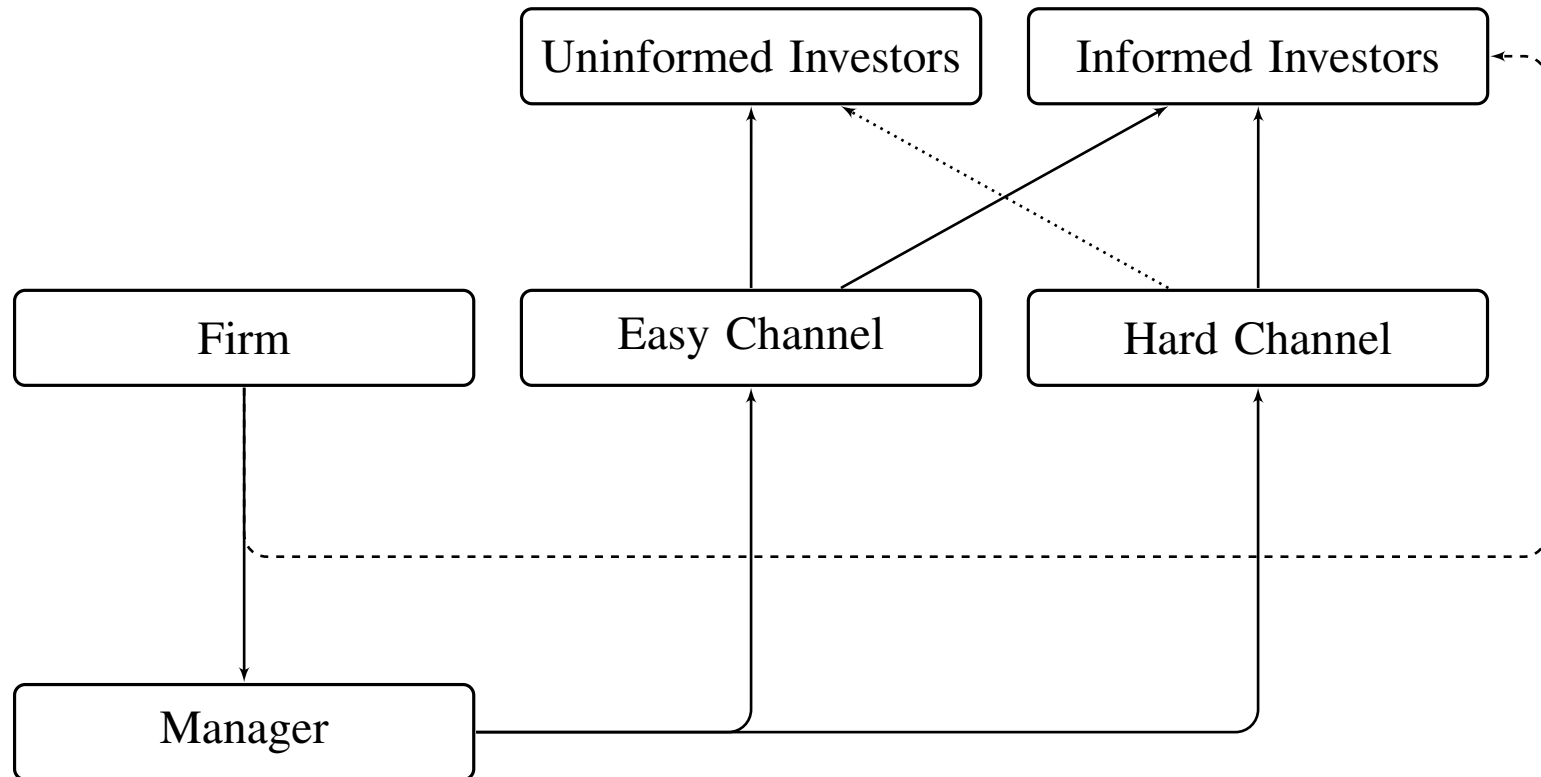 Uninformed Investors
Informed Investors
Firm
Easy Channel
Hard Channel
Manager